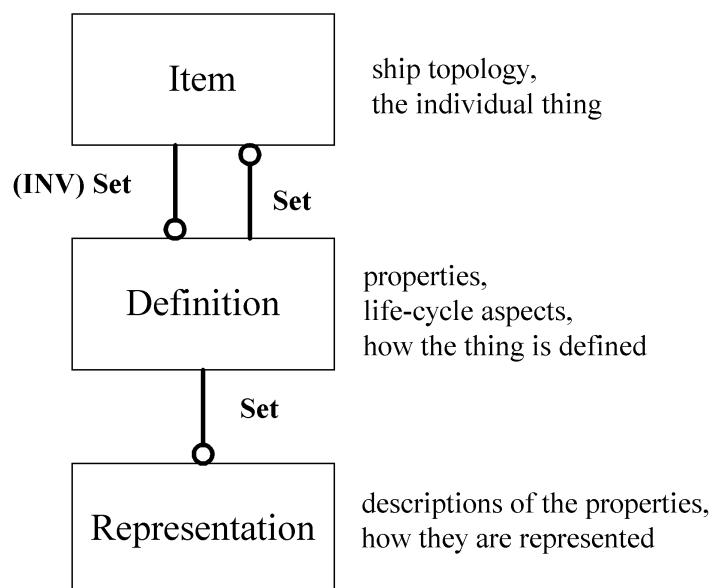 Item
ship topology,
the individual thing
(INV) Set
Set
Definition
properties,
life-cycle aspects,
how the thing is defined
Set
Representation
descriptions of the properties,
how they are represented